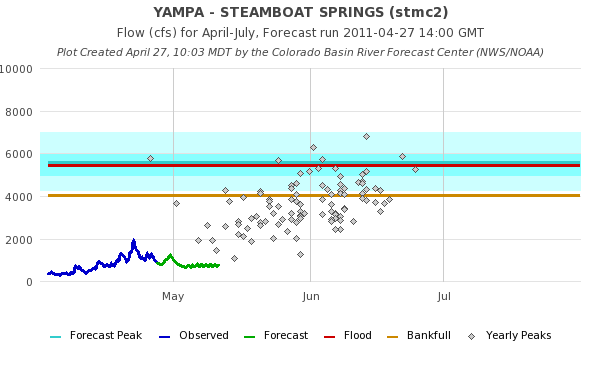 YAMPA - STEAMBOAT SPRINGS (stmc2)
Flow (cfs) for April-July, Forecast run 2011-04-27 14:00 GMT
Plot Created April 27, 10:03 MDT by the Colorado Basin River Forecast Center (NWS/NOAA)
10000
8000
6000
4000
2000
0
May Jun Jul
Forecast Peak Observed Forecast Flood Bankfull Yearly Peaks